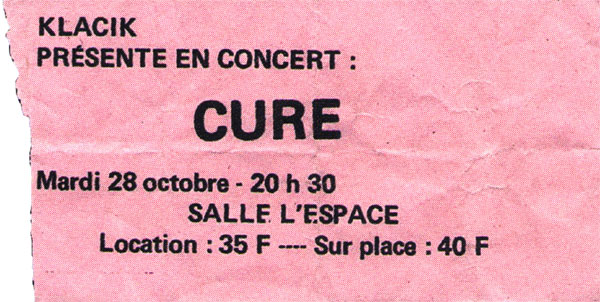 KLACIK
PRÉSENTE EN CONCERT :
CURE
Mardi 28 octobre - 20 h 30
SALLE L'ESPACE
Location : 35 F ---- Sur place : 40 F